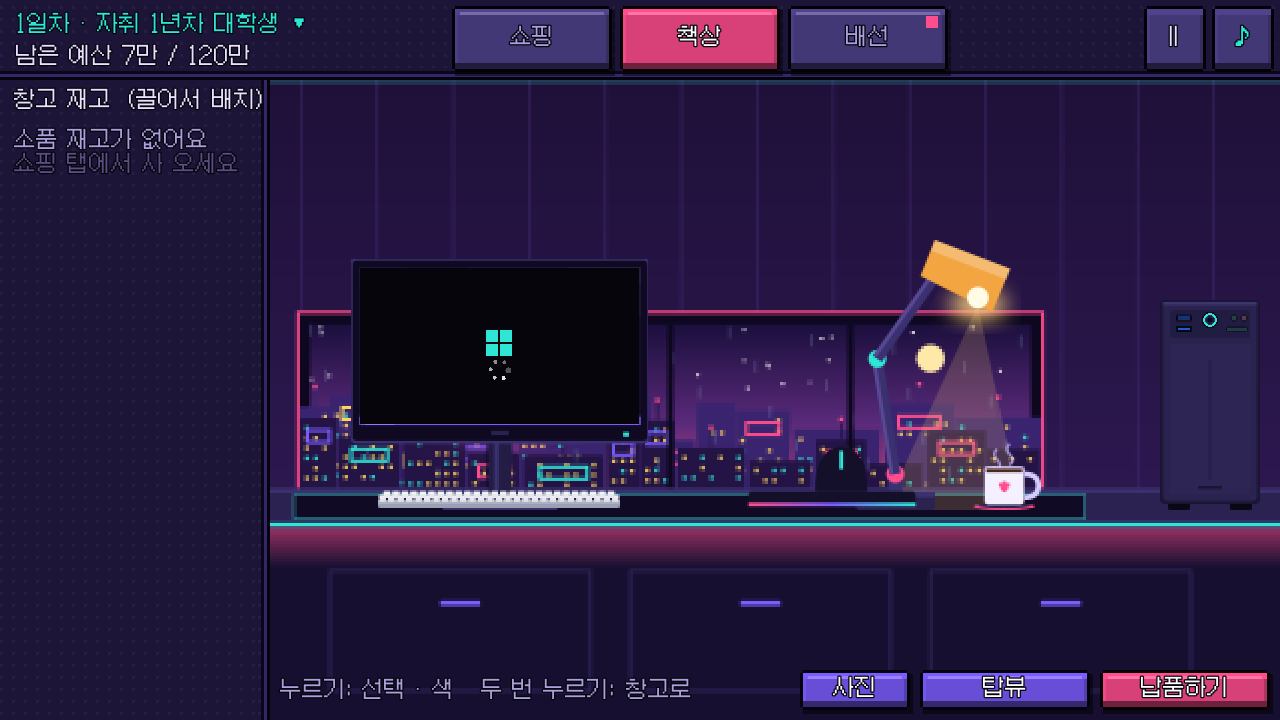 1일차 · 자취 1년차 대학생 ▼
남은 예산 7만 / 120만
쇼핑
책상
배선
창고 재고 (끌어서 배치)
소품 재고가 없어요
쇼핑 탭에서 사 오세요
누르기: 선택 · 색 두 번 누르기: 창고로
사진
탑뷰
납품하기